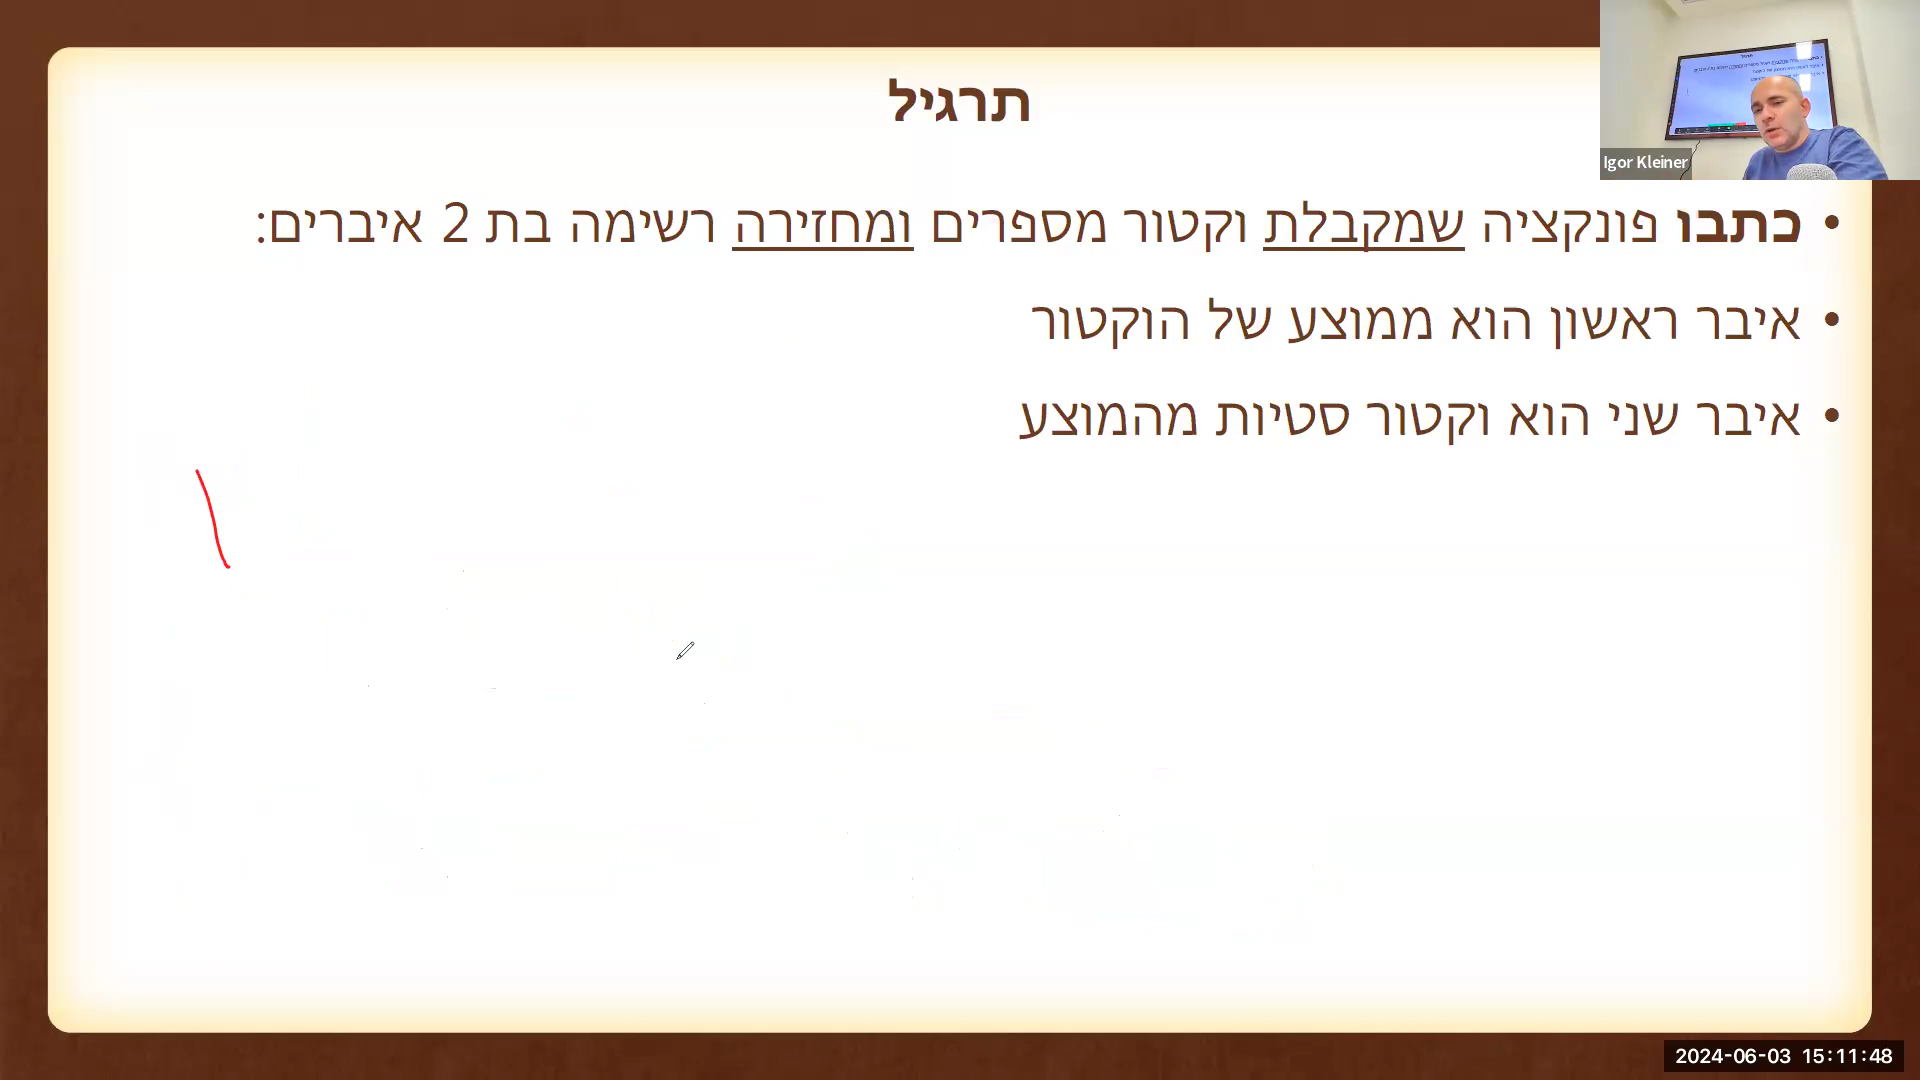 תרגיל
Igor Kleiner
• כתבו פונקציה שמקבלת וקטור מספרים ומחזירה רשימה בת 2 איברים:
• איבר ראשון הוא ממוצע של הוקטור
• איבר שני הוא וקטור סטיות מהמוצע
2024-06-03 15:11:48